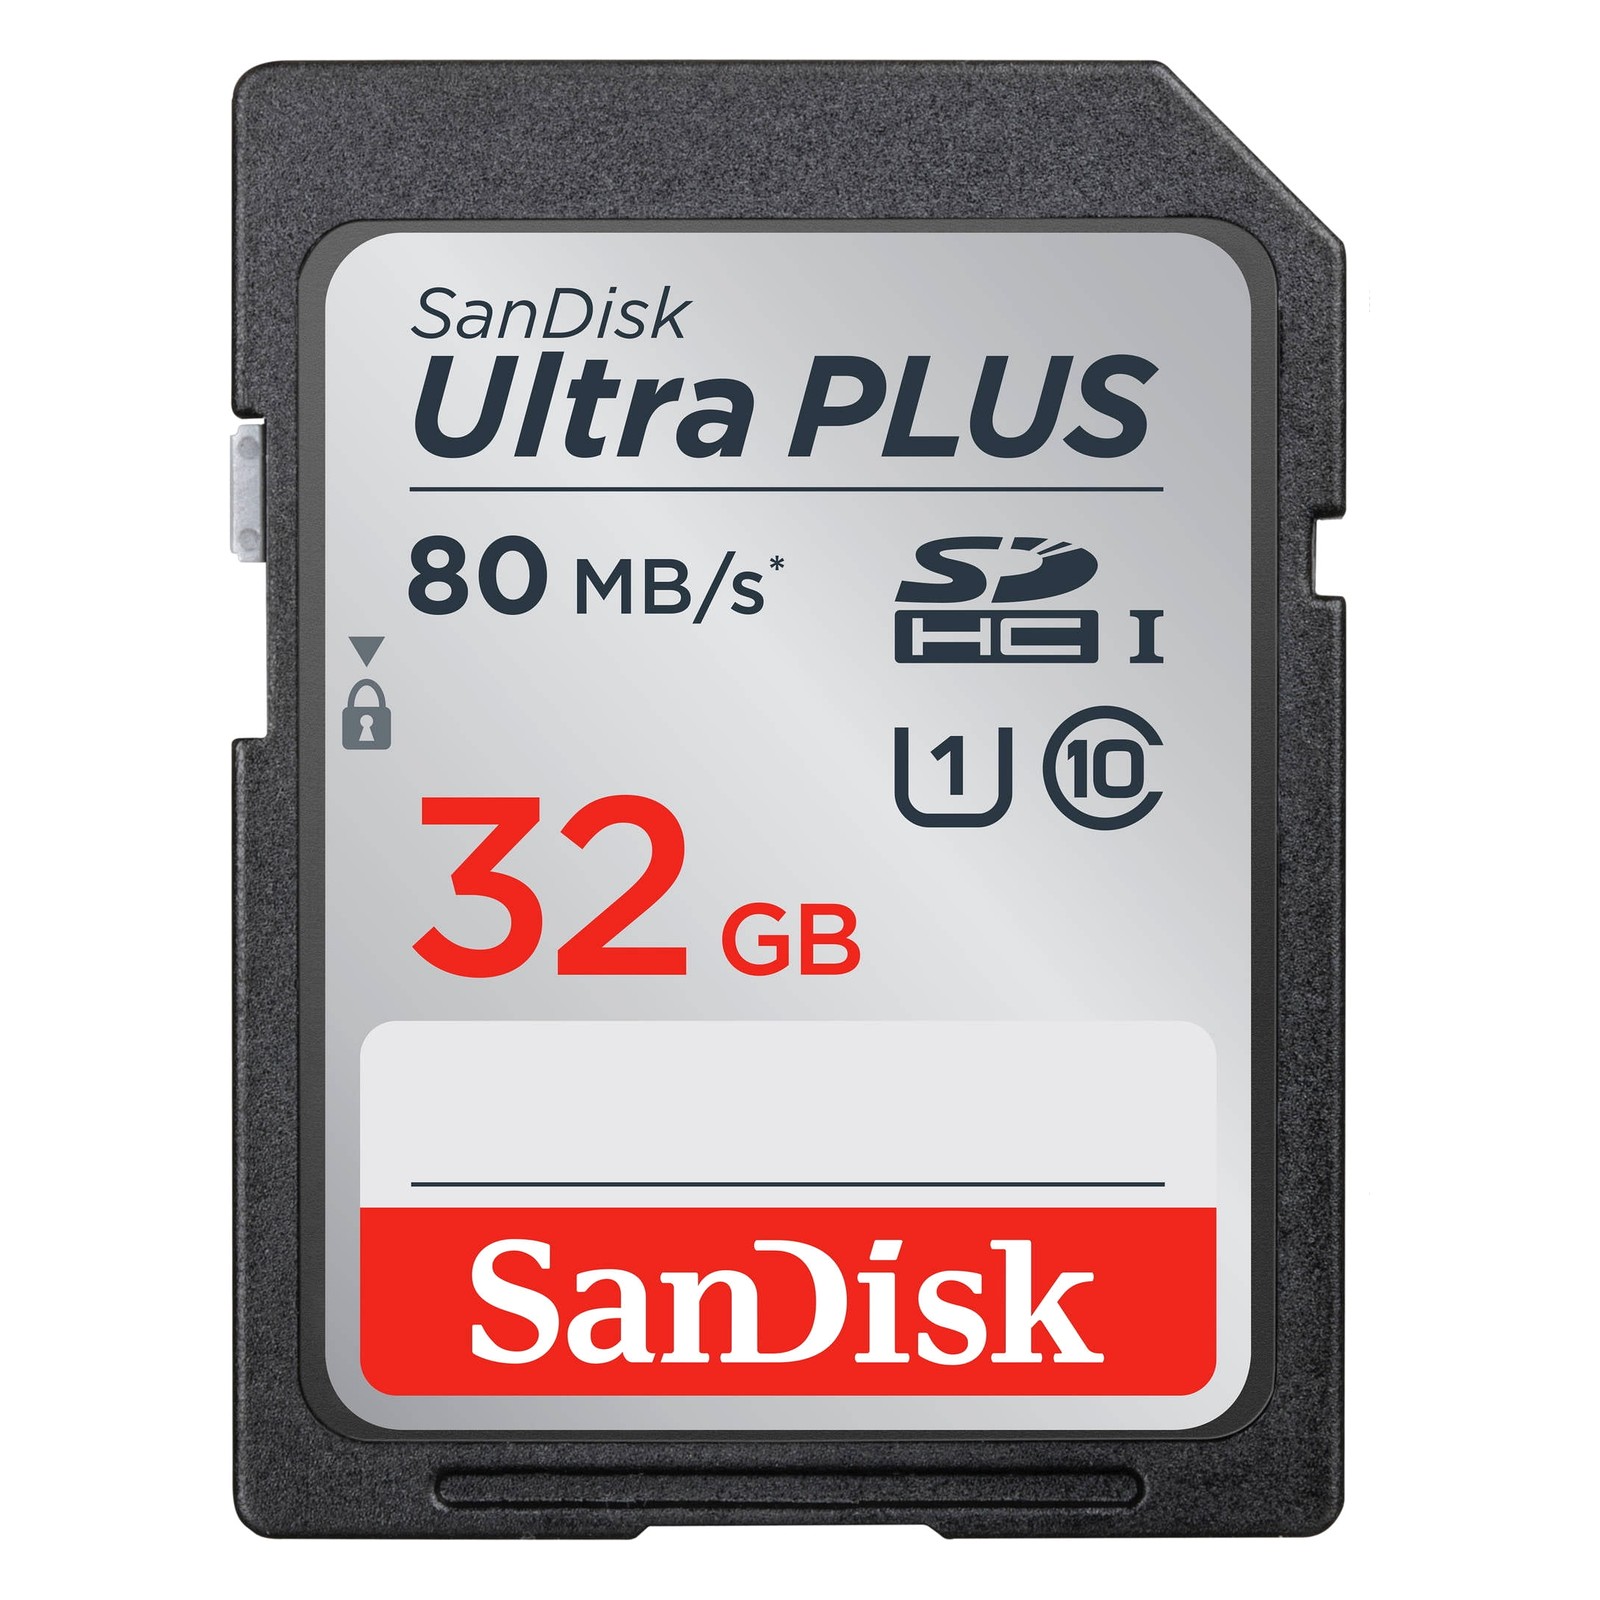 SanDisk
Ultra PLUS
80 MB/s*
SD
HC I
1 10
32 GB
SanDisk